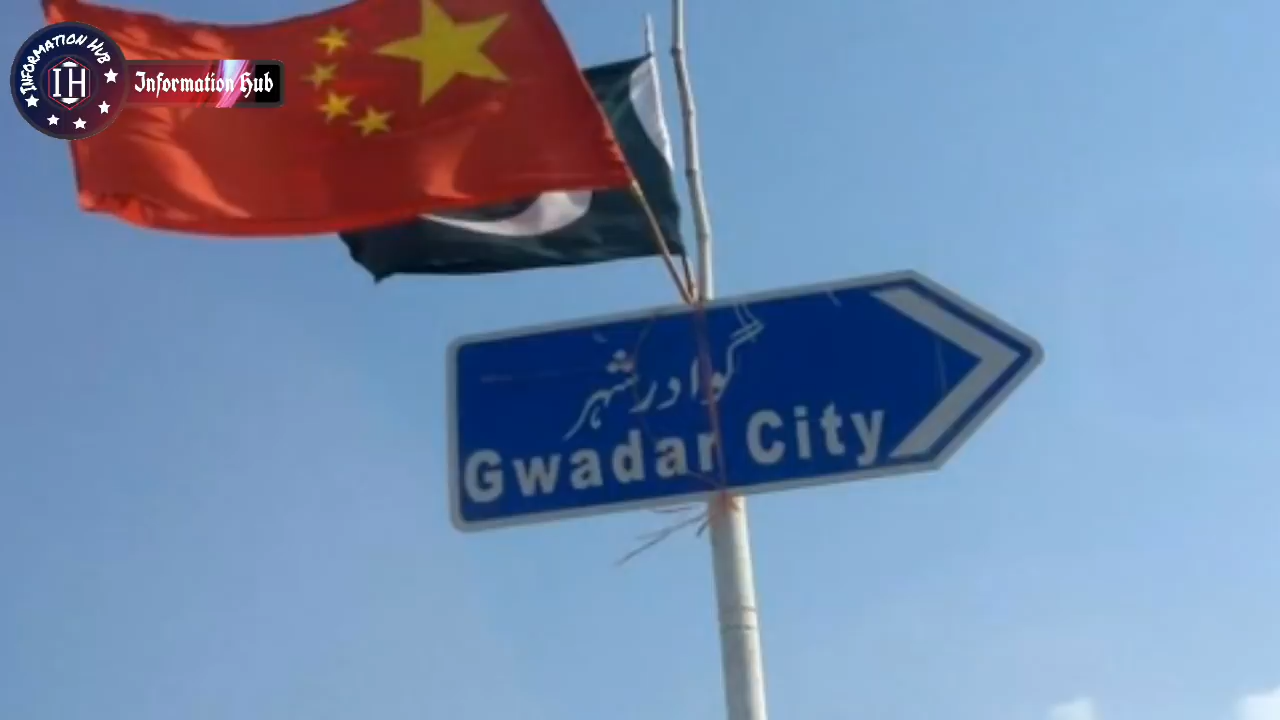 INFORMATION HUB
IH
Information Hub
گوادر شہر
Gwadar City